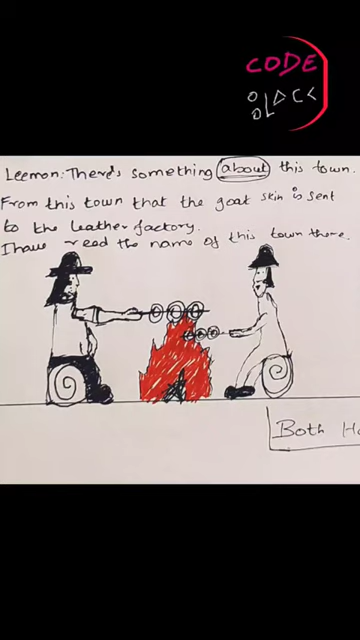 CODE
Leemon: There's something about this town.
From this town that the goat skin is sent
to the leather factory.
I have read the name of this town there.
Both Ha